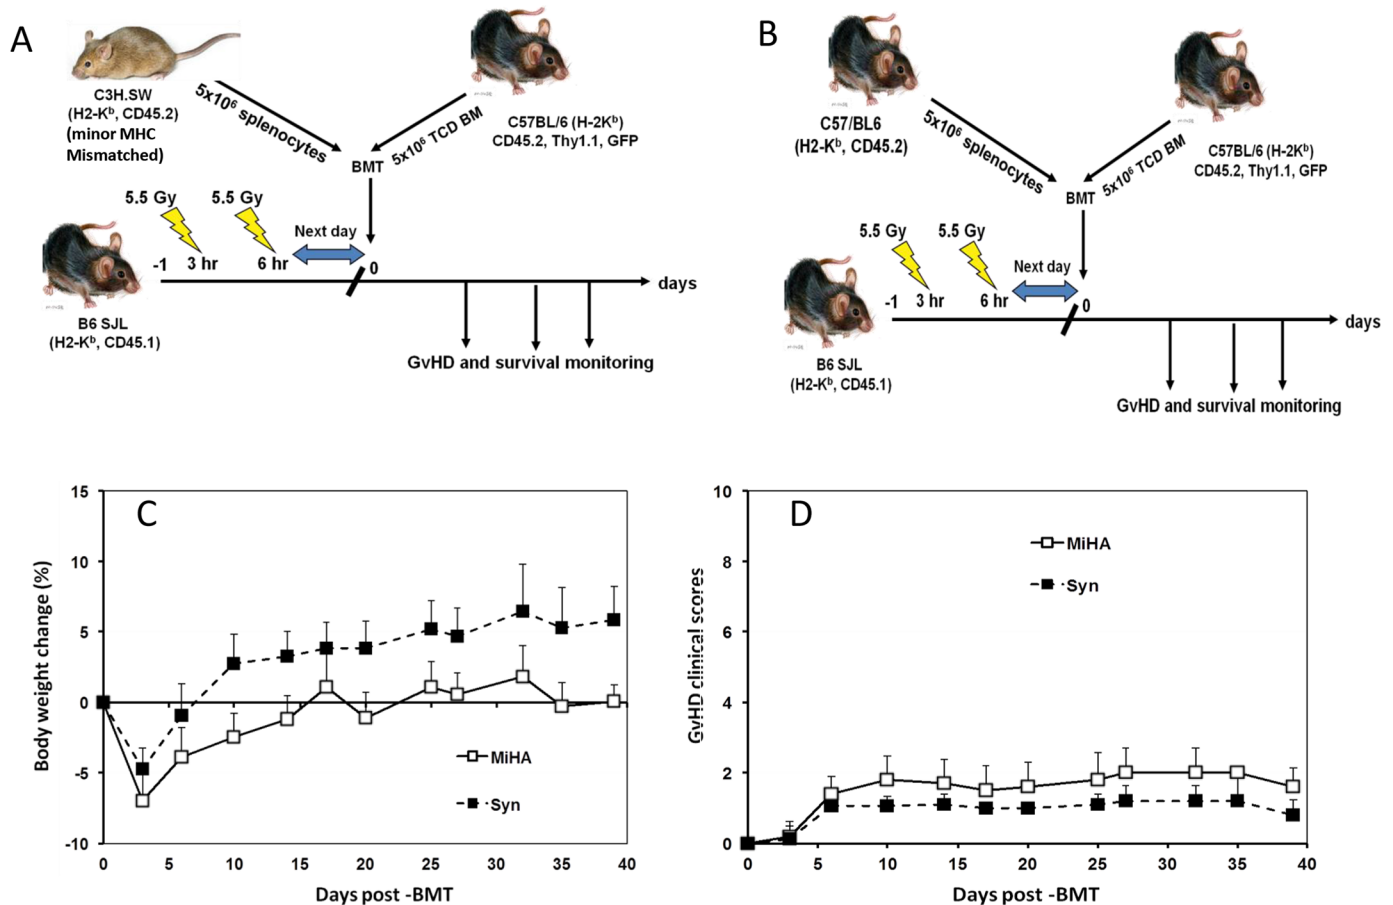 A
C3H.SW
(H2-Kᵇ, CD45.2)
(minor MHC
Mismatched)
5x10⁶ splenocytes
5x10⁶ TCD BM
C57BL/6 (H-2Kᵇ)
CD45.2, Thy1.1, GFP
BMT
5.5 Gy
5.5 Gy
Next day
-1
3 hr
6 hr
0
days
B6 SJL
(H2-Kᵇ, CD45.1)
GvHD and survival monitoring
B
C57/BL6
(H2-Kᵇ, CD45.2)
5x10⁶ splenocytes
5x10⁶ TCD BM
C57BL/6 (H-2Kᵇ)
CD45.2, Thy1.1, GFP
BMT
5.5 Gy
5.5 Gy
Next day
-1
3 hr
6 hr
0
days
B6 SJL
(H2-Kᵇ, CD45.1)
GvHD and survival monitoring
C
Body weight change (%)
15
10
5
0
-5
-10
MiHA
Syn
0
5
10
15
20
25
30
35
40
Days post -BMT
D
GvHD clinical scores
10
8
6
4
2
0
MiHA
Syn
0
5
10
15
20
25
30
35
40
Days post -BMT